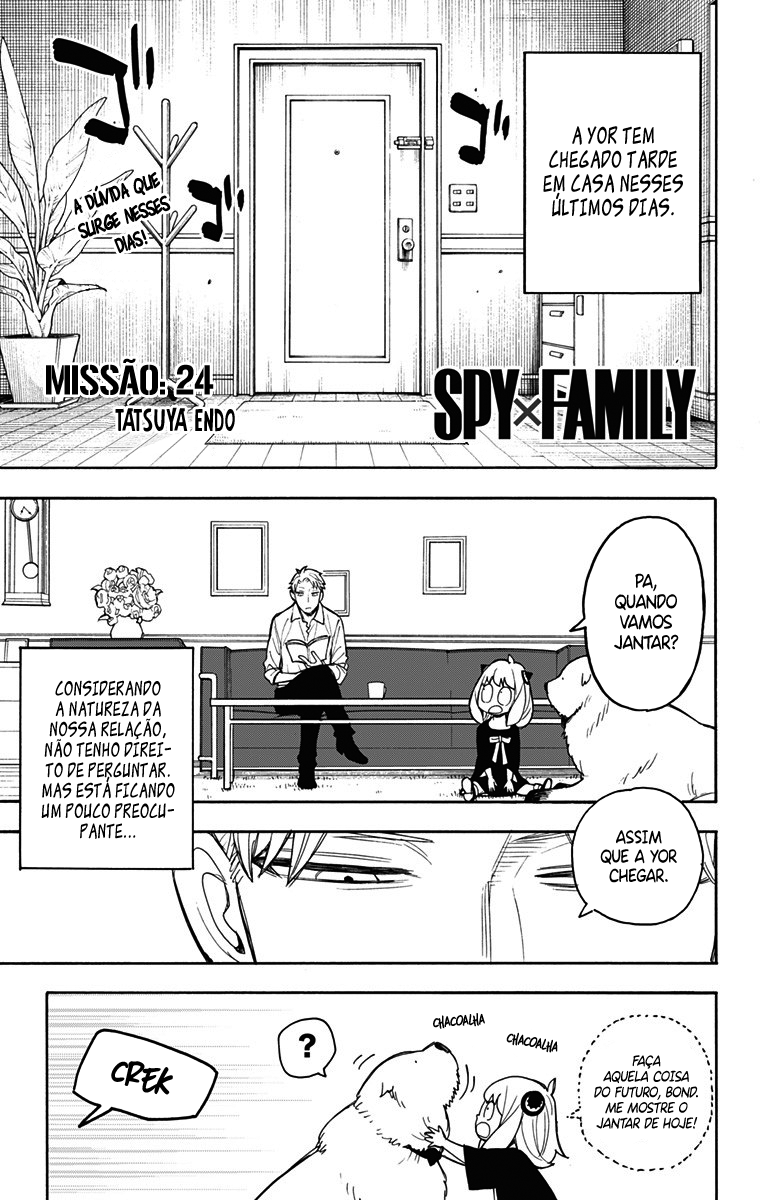 A YOR TEM
CHEGADO TARDE
EM CASA NESSES
ÚLTIMOS DIAS.
ゴ
ゴ
ゴ
ゴ
A DÚVIDA QUE
SURGE NESSES
DIAS!
MISSÃO: 24
TATSUYA ENDO
SPY×FAMILY
PA,
QUANDO
VAMOS
JANTAR?
CONSIDERANDO
A NATUREZA DA
NOSSA RELAÇÃO,
NÃO TENHO DIREI-
TO DE PERGUNTAR.
MAS ESTÁ FICANDO
UM POUCO PREOCU-
PANTE...
ASSIM
QUE A YOR
CHEGAR.
FAÇA
AQUELA COISA
DO FUTURO, BOND.
ME MOSTRE O
JANTAR DE HOJE!
CHACOALHA
CHACOALHA
?
CREK